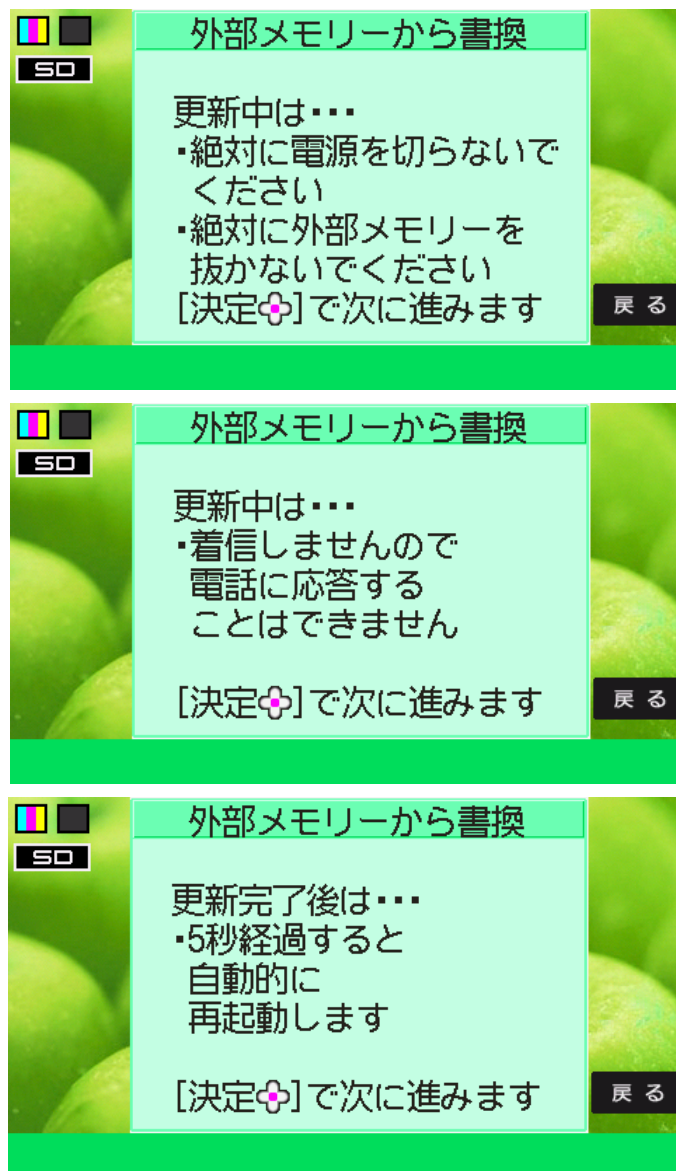 外部メモリーから書換
SD
更新中は･･･
･絶対に電源を切らないで
ください
･絶対に外部メモリーを
抜かないでください
[決定]で次に進みます
戻る
外部メモリーから書換
SD
更新中は･･･
･着信しませんので
電話に応答する
ことはできません
[決定]で次に進みます
戻る
外部メモリーから書換
SD
更新完了後は･･･
･5秒経過すると
自動的に
再起動します
[決定]で次に進みます
戻る